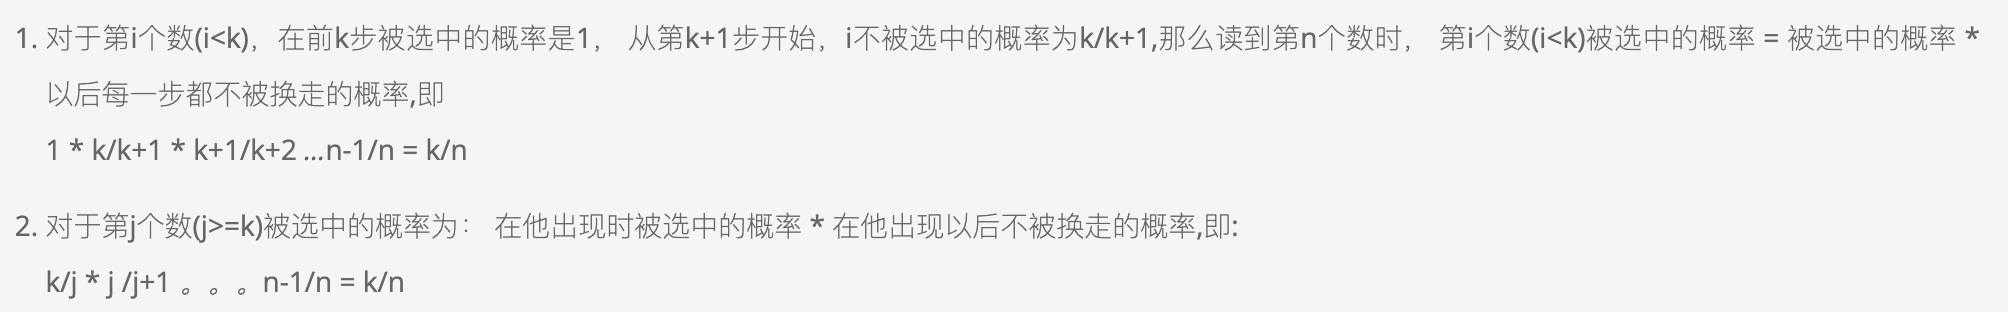 1. 对于第i个数(i<k)，在前k步被选中的概率是1， 从第k+1步开始，i不被选中的概率为k/k+1,那么读到第n个数时， 第i个数(i<k)被选中的概率 = 被选中的概率 *
以后每一步都不被换走的概率,即
1 * k/k+1 * k+1/k+2 ...n-1/n = k/n
2. 对于第j个数(j>=k)被选中的概率为： 在他出现时被选中的概率 * 在他出现以后不被换走的概率,即:
k/j * j /j+1 。。。n-1/n = k/n